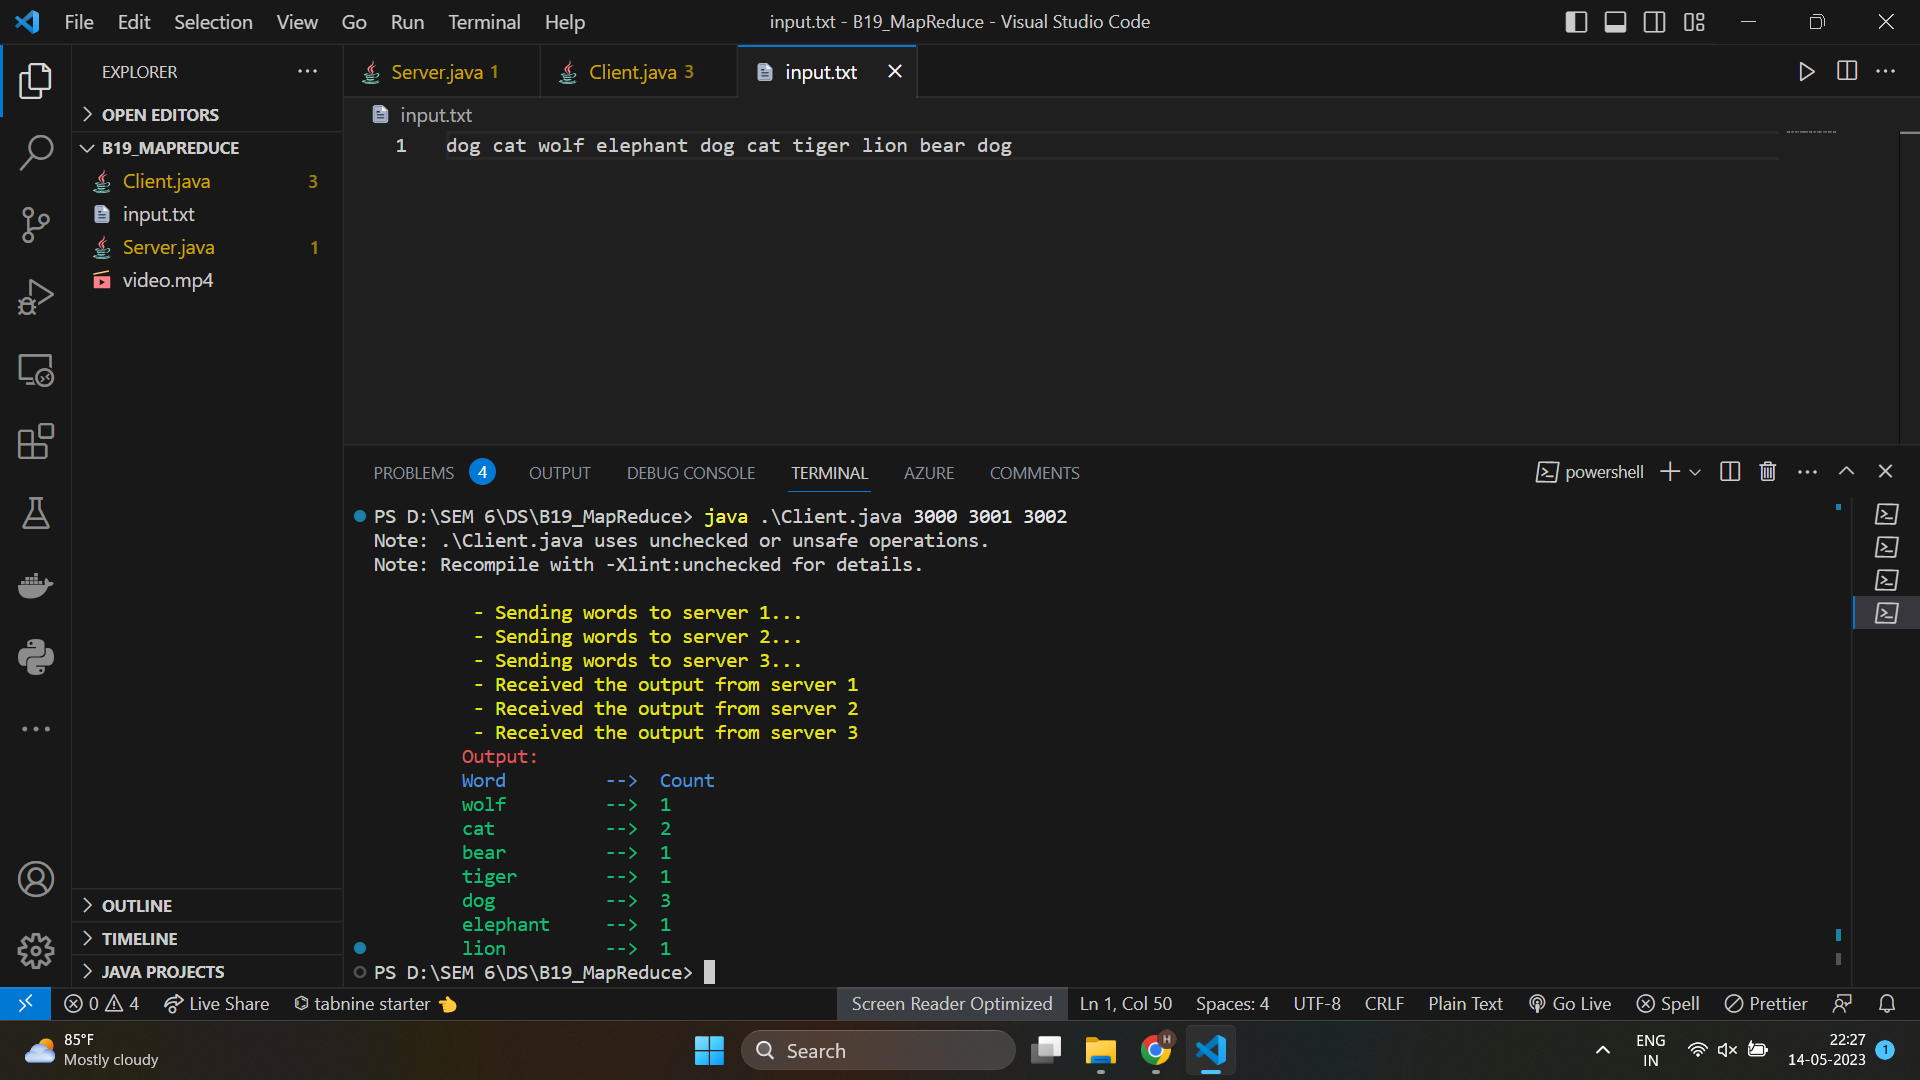 File Edit Selection View Go Run Terminal Help input.txt - B19_MapReduce - Visual Studio Code
EXPLORER
Server.java 1 Client.java 3 input.txt
OPEN EDITORS
input.txt
B19_MAPREDUCE
1 dog cat wolf elephant dog cat tiger lion bear dog
Client.java 3
input.txt
Server.java 1
video.mp4
PROBLEMS 4 OUTPUT DEBUG CONSOLE TERMINAL AZURE COMMENTS powershell
PS D:\SEM 6\DS\B19_MapReduce> java .\Client.java 3000 3001 3002
Note: .\Client.java uses unchecked or unsafe operations.
Note: Recompile with -Xlint:unchecked for details.
- Sending words to server 1...
- Sending words to server 2...
- Sending words to server 3...
- Received the output from server 1
- Received the output from server 2
- Received the output from server 3
Output:
Word --> Count
wolf --> 1
cat --> 2
bear --> 1
tiger --> 1
dog --> 3
elephant --> 1
lion --> 1
PS D:\SEM 6\DS\B19_MapReduce>
OUTLINE
TIMELINE
JAVA PROJECTS
0 4 Live Share tabnine starter Screen Reader Optimized Ln 1, Col 50 Spaces: 4 UTF-8 CRLF Plain Text Go Live Spell Prettier
85°F
Mostly cloudy
Search
H
ENG
IN
22:27
14-05-2023
1